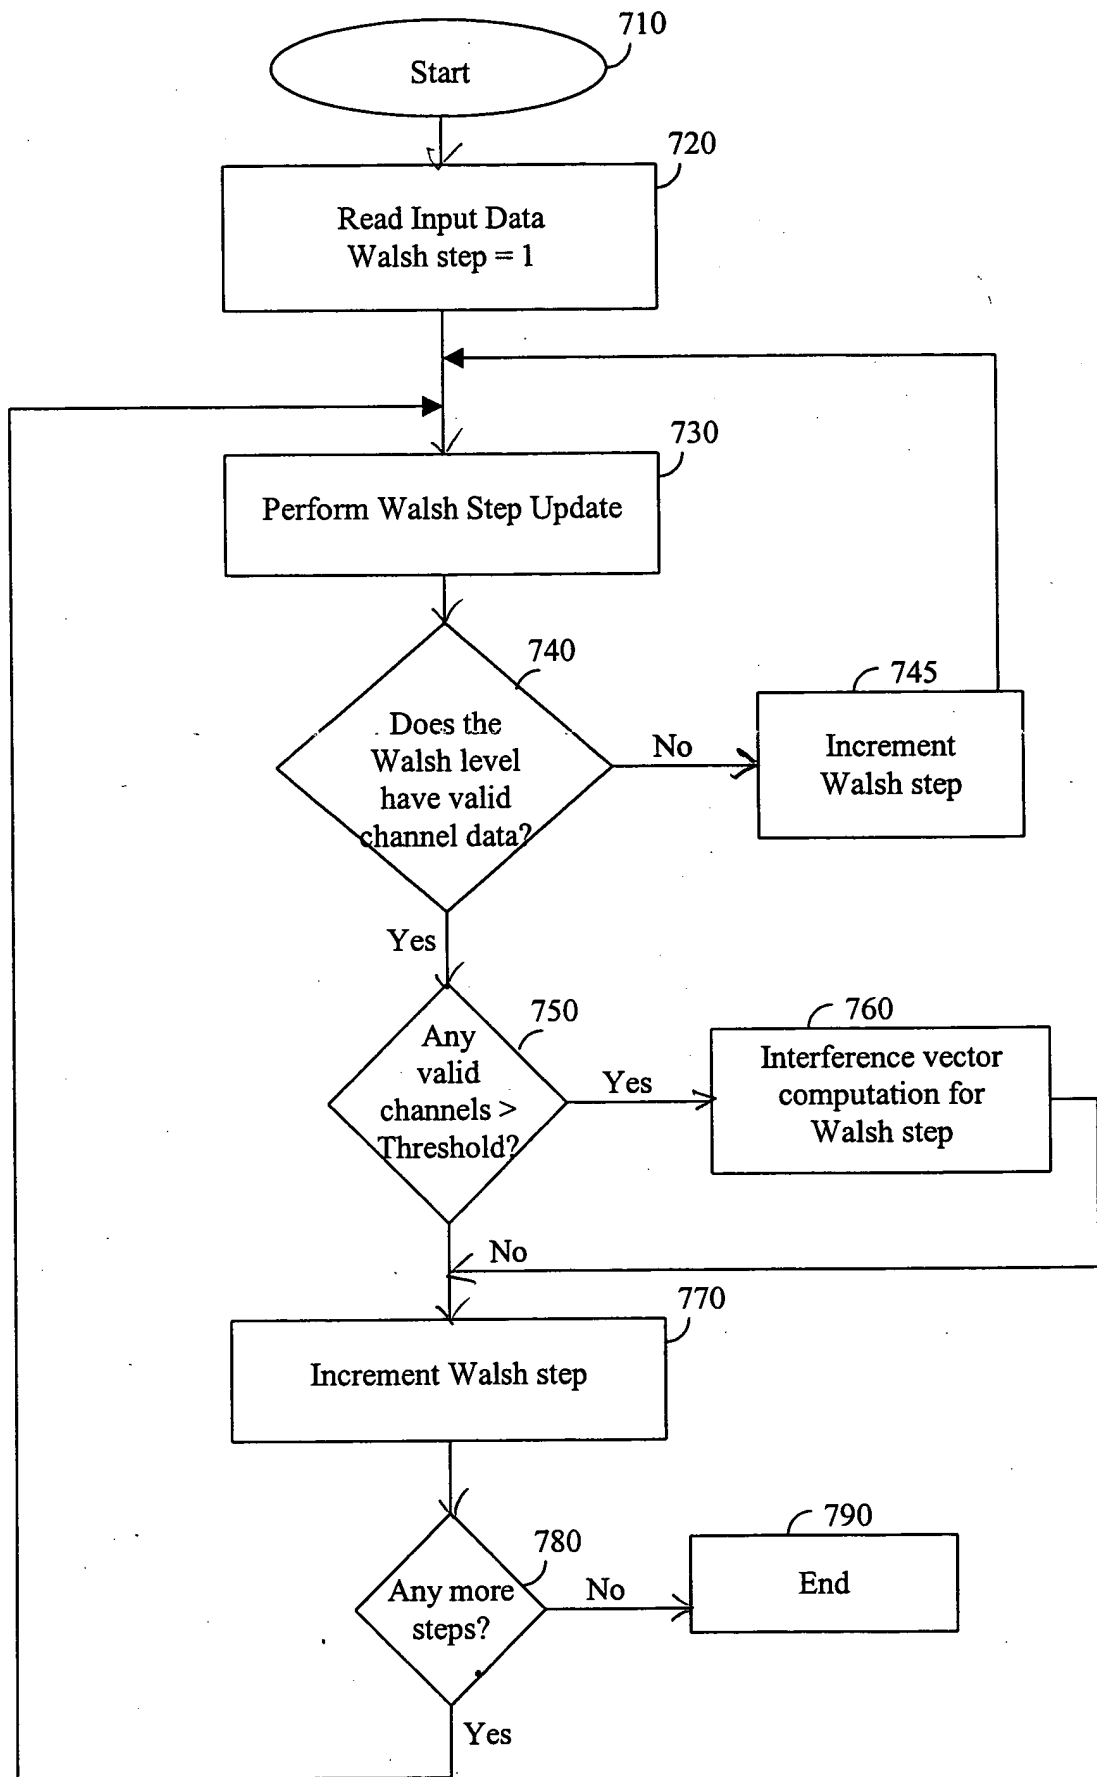 710
Start
720
Read Input Data
Walsh step = 1
730
Perform Walsh Step Update
740
Does the
Walsh level
have valid
channel data?
No
745
Increment
Walsh step
Yes
750
Any
valid
channels >
Threshold?
Yes
760
Interference vector
computation for
Walsh step
No
770
Increment Walsh step
780
Any more
steps?
No
790
End
Yes